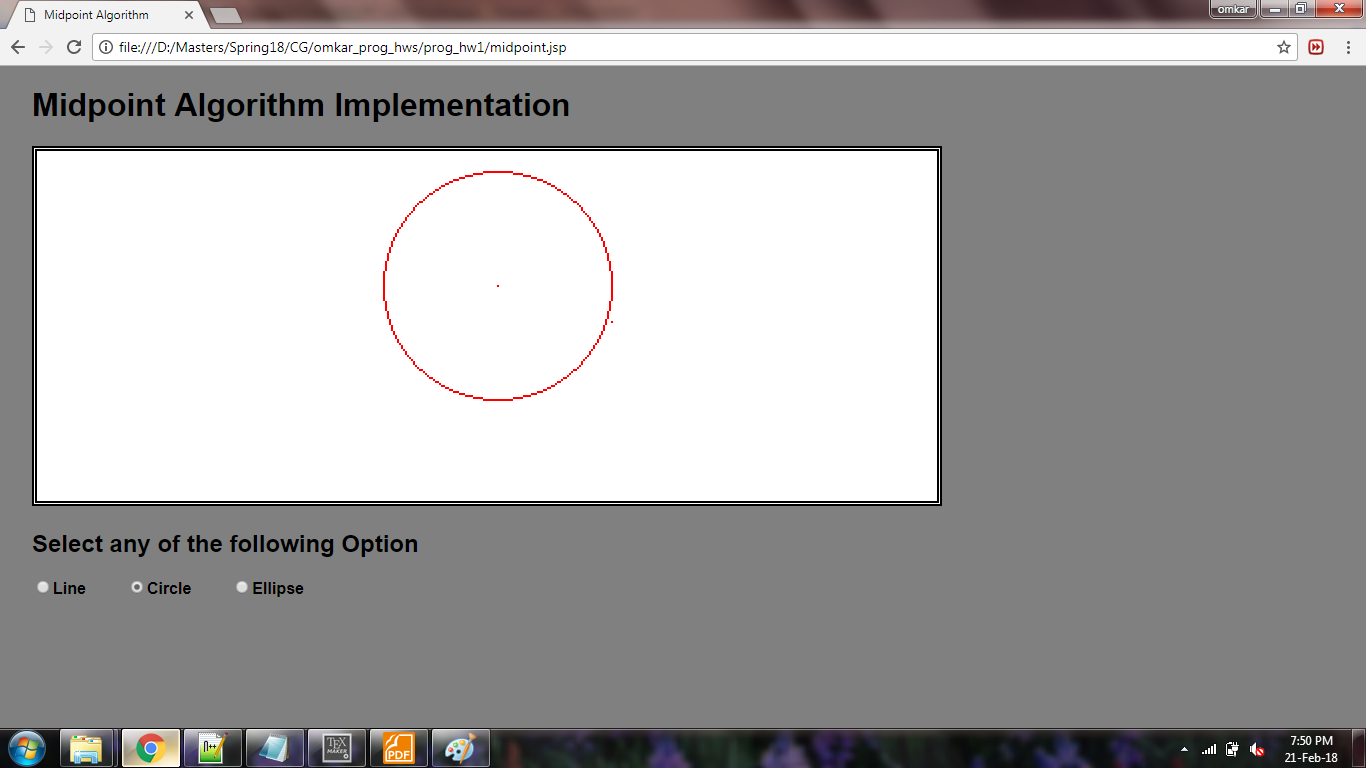 Midpoint Algorithm
omkar
file:///D:/Masters/Spring18/CG/omkar_prog_hws/prog_hw1/midpoint.jsp
Midpoint Algorithm Implementation
Select any of the following Option
Line Circle Ellipse
TEX
MAKER
PDF
7:50 PM
21-Feb-18